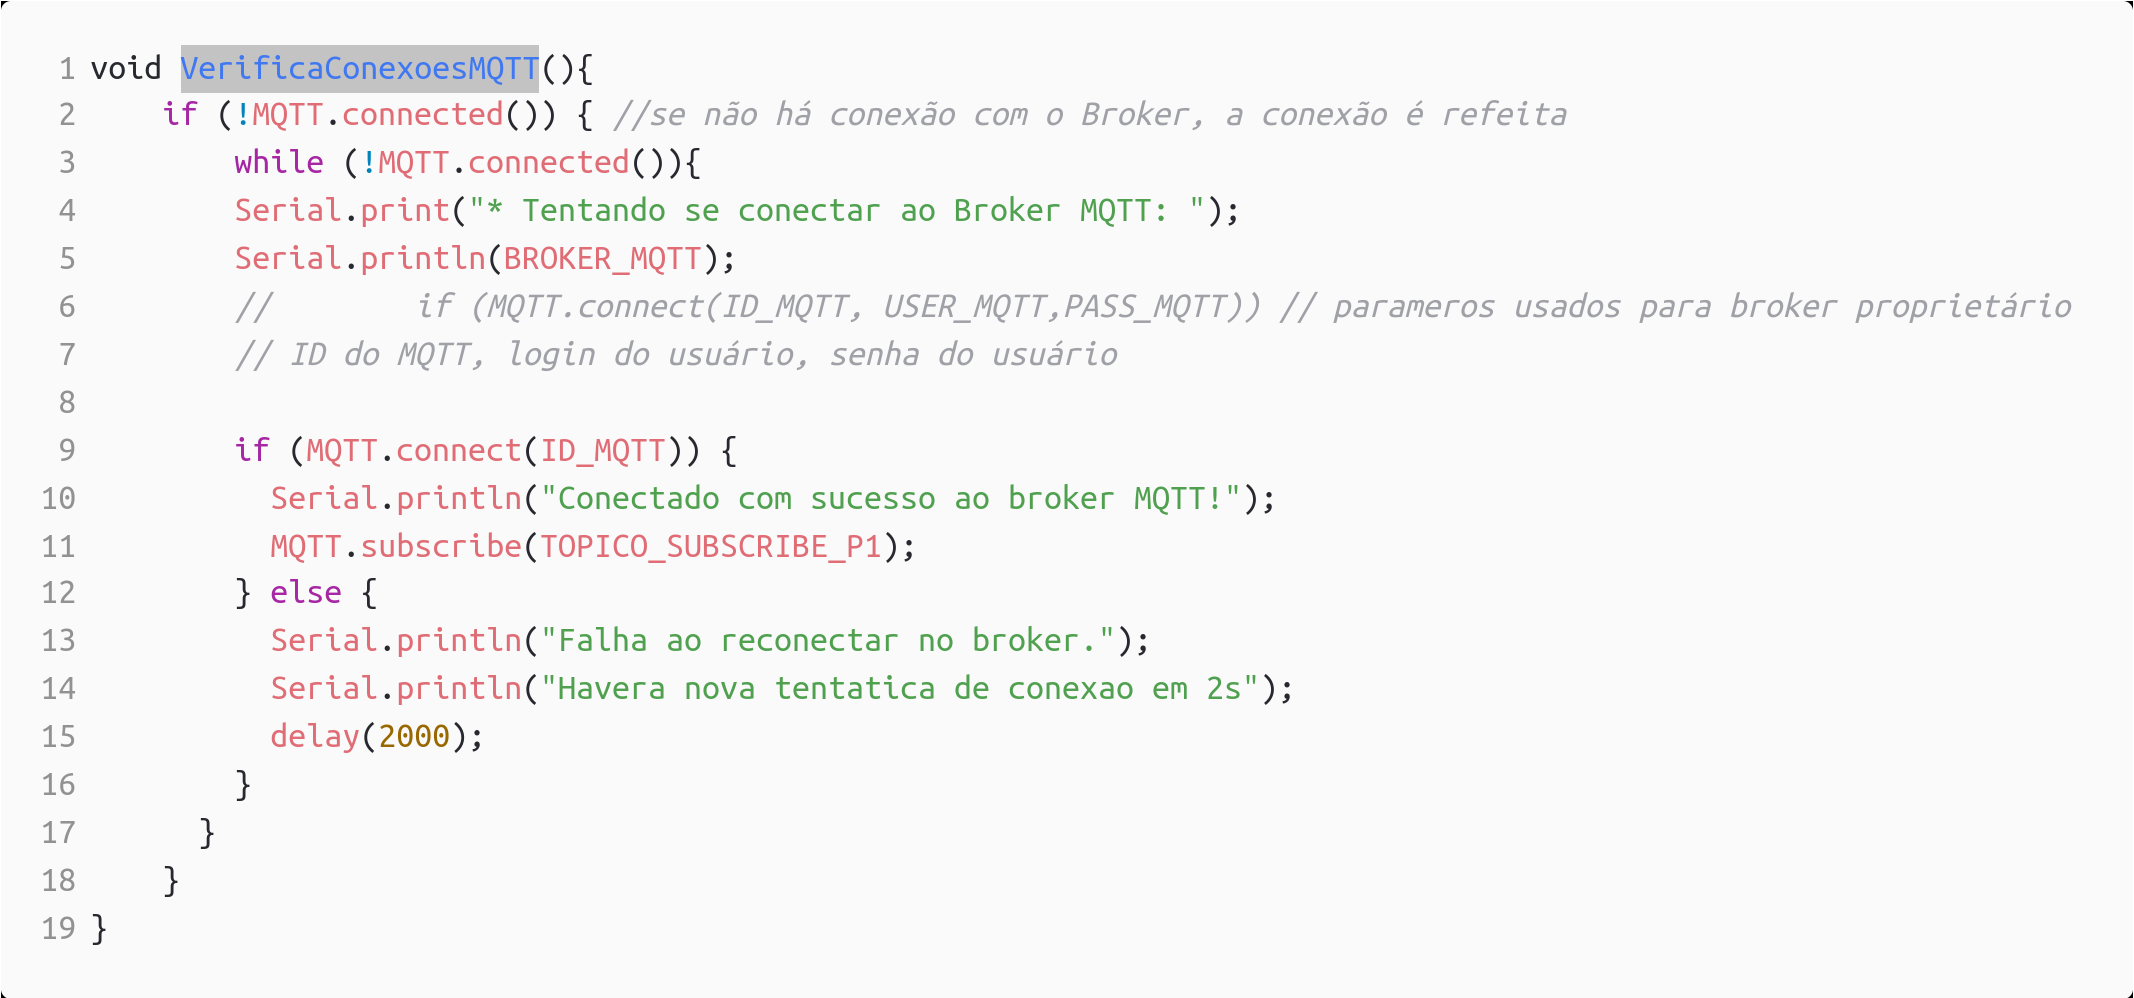 1 void VerificaConexoesMQTT(){
2     if (!MQTT.connected()) { //se não há conexão com o Broker, a conexão é refeita
3         while (!MQTT.connected()){
4         Serial.print("* Tentando se conectar ao Broker MQTT: ");
5         Serial.println(BROKER_MQTT);
6         //        if (MQTT.connect(ID_MQTT, USER_MQTT,PASS_MQTT)) // parameros usados para broker proprietário
7         // ID do MQTT, login do usuário, senha do usuário
8
9         if (MQTT.connect(ID_MQTT)) {
10           Serial.println("Conectado com sucesso ao broker MQTT!");
11           MQTT.subscribe(TOPICO_SUBSCRIBE_P1);
12         } else {
13           Serial.println("Falha ao reconectar no broker.");
14           Serial.println("Havera nova tentatica de conexao em 2s");
15           delay(2000);
16         }
17       }
18     }
19 }